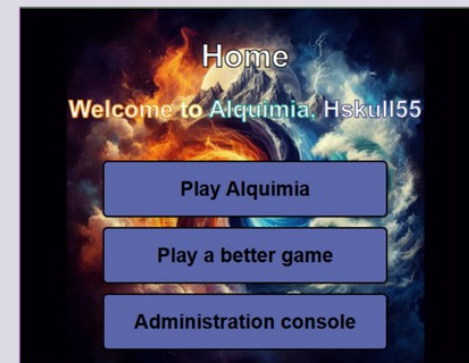 Home
Welcome to Alquimia. Hskull55
Play Alquimia
Play a better game
Administration console